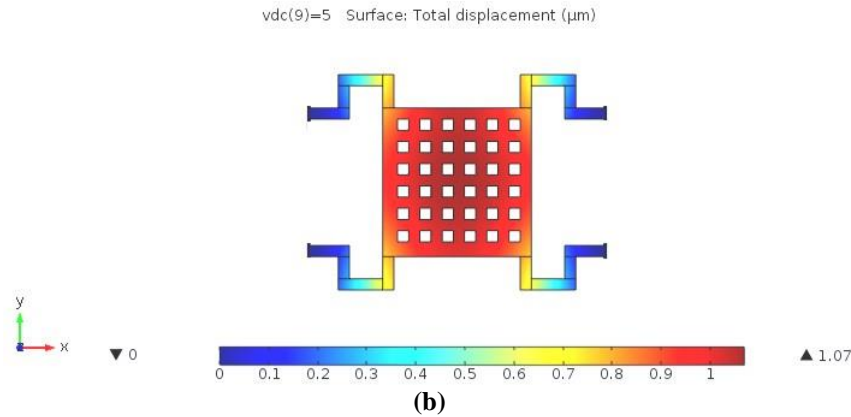 vdc(9)=5 Surface: Total displacement (μm)
y
z
x
▼ 0
▲ 1.07
0 0.1 0.2 0.3 0.4 0.5 0.6 0.7 0.8 0.9 1
(b)